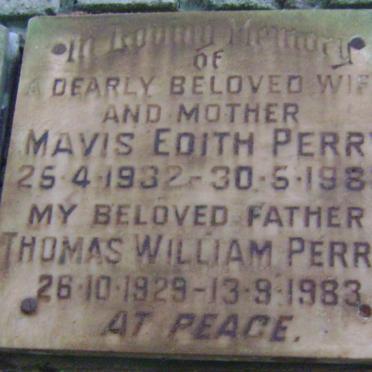 In Loving Memory
OF
A DEARLY BELOVED WIF
AND MOTHER
MAVIS EDITH PERRY
25·4·1932-30·5·198
MY BELOVED FATHER
THOMAS WILLIAM PERR
26·10·1929-13·9·1983
AT PEACE.